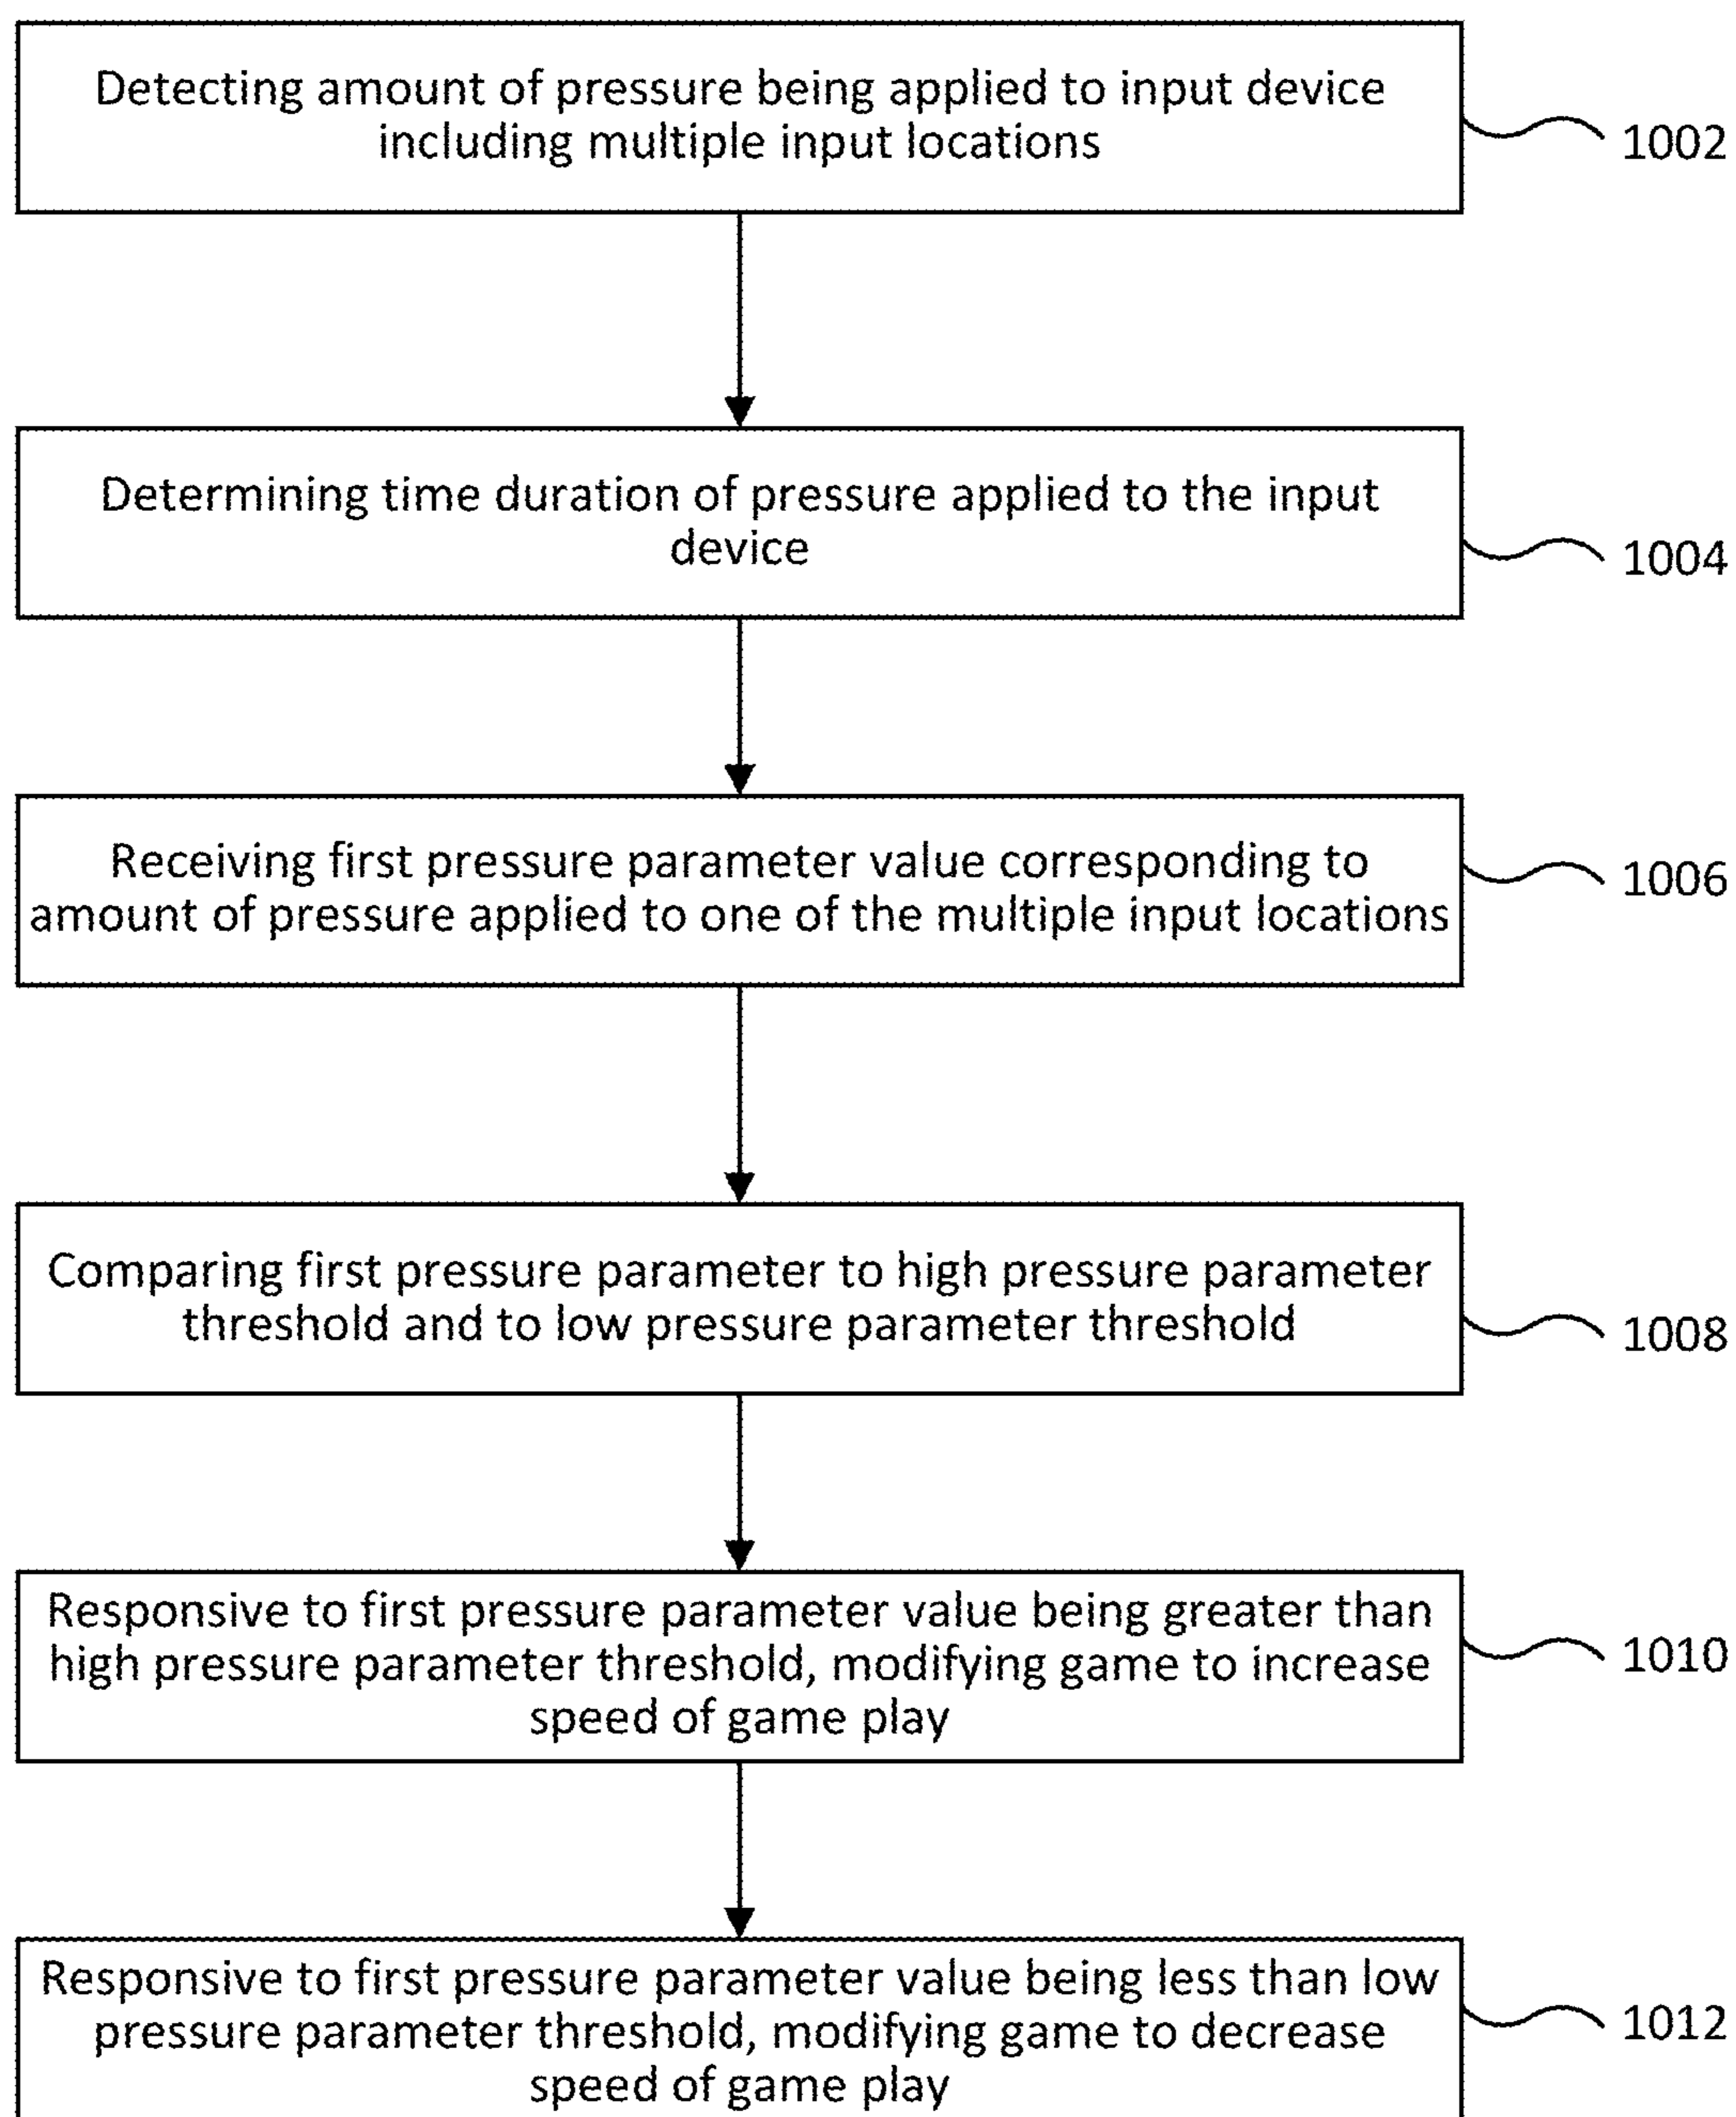 Detecting amount of pressure being applied to input device
including multiple input locations
1002
Determining time duration of pressure applied to the input
device
1004
Receiving first pressure parameter value corresponding to
amount of pressure applied to one of the multiple input locations
1006
Comparing first pressure parameter to high pressure parameter
threshold and to low pressure parameter threshold
1008
Responsive to first pressure parameter value being greater than
high pressure parameter threshold, modifying game to increase
speed of game play
1010
Responsive to first pressure parameter value being less than low
pressure parameter threshold, modifying game to decrease
speed of game play
1012